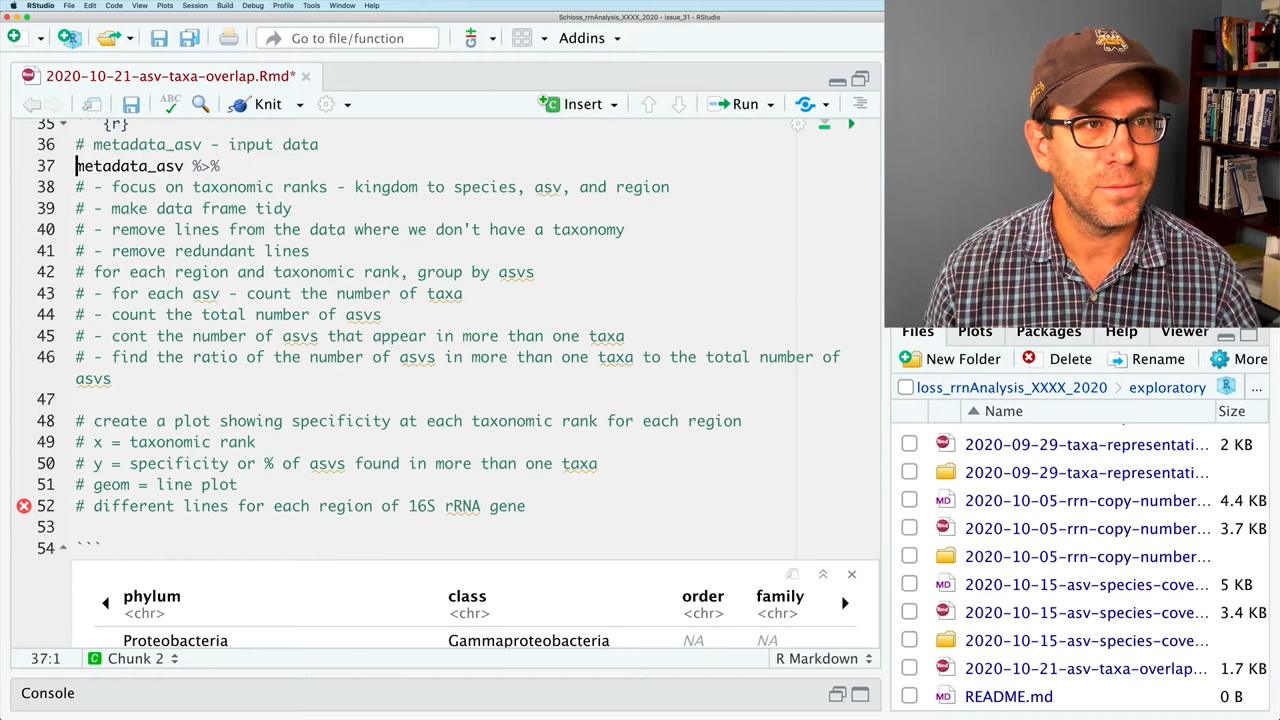 RStudio File Edit Code View Plots Session Build Debug Profile Tools Window Help
Schloss_rrnAnalysis_XXXX_2020 - issue_31 - RStudio
Go to file/function Addins
2020-10-21-asv-taxa-overlap.Rmd*
ABC Knit Insert Run
35 {r}
36 # metadata_asv - input data
37 metadata_asv %>%
38 # - focus on taxonomic ranks - kingdom to species, asv, and region
39 # - make data frame tidy
40 # - remove lines from the data where we don't have a taxonomy
41 # - remove redundant lines
42 # for each region and taxonomic rank, group by asvs
43 # - for each asv - count the number of taxa
44 # - count the total number of asvs
45 # - cont the number of asvs that appear in more than one taxa
46 # - find the ratio of the number of asvs in more than one taxa to the total number of
asvs
47
48 # create a plot showing specificity at each taxonomic rank for each region
49 # x = taxonomic rank
50 # y = specificity or % of asvs found in more than one taxa
51 # geom = line plot
52 # different lines for each region of 16S rRNA gene
53
54 ```
phylum class order family
<chr> <chr> <chr> <chr>
Proteobacteria Gammaproteobacteria NA NA
37:1 Chunk 2 R Markdown
Console
Files Plots Packages Help Viewer
New Folder Delete Rename More
loss_rrnAnalysis_XXXX_2020 > exploratory ...
Name Size
2020-09-29-taxa-representati... 2 KB
2020-09-29-taxa-representati...
2020-10-05-rrn-copy-number... 4.4 KB
2020-10-05-rrn-copy-number... 3.7 KB
2020-10-05-rrn-copy-number...
2020-10-15-asv-species-cove... 5 KB
2020-10-15-asv-species-cove... 3.4 KB
2020-10-15-asv-species-cove...
2020-10-21-asv-taxa-overlap... 1.7 KB
README.md 0 B